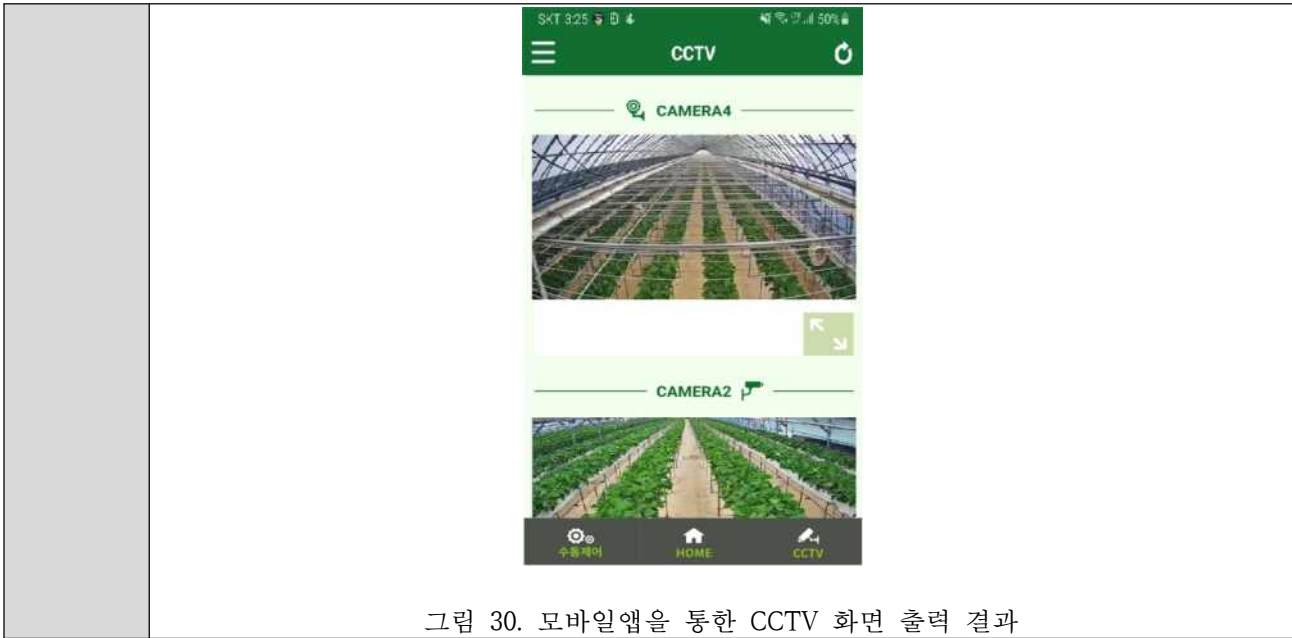 SKT 3:25 50%
CCTV
CAMERA4
CAMERA2
수동제어 HOME CCTV
그림 30. 모바일앱을 통한 CCTV 화면 출력 결과